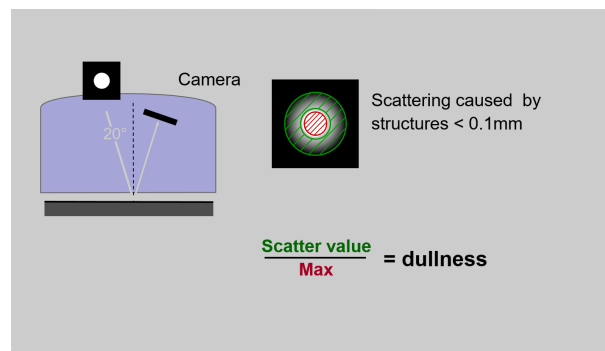 Camera
20°
Scattering caused by
structures < 0.1mm
Scatter value
Max
= dullness